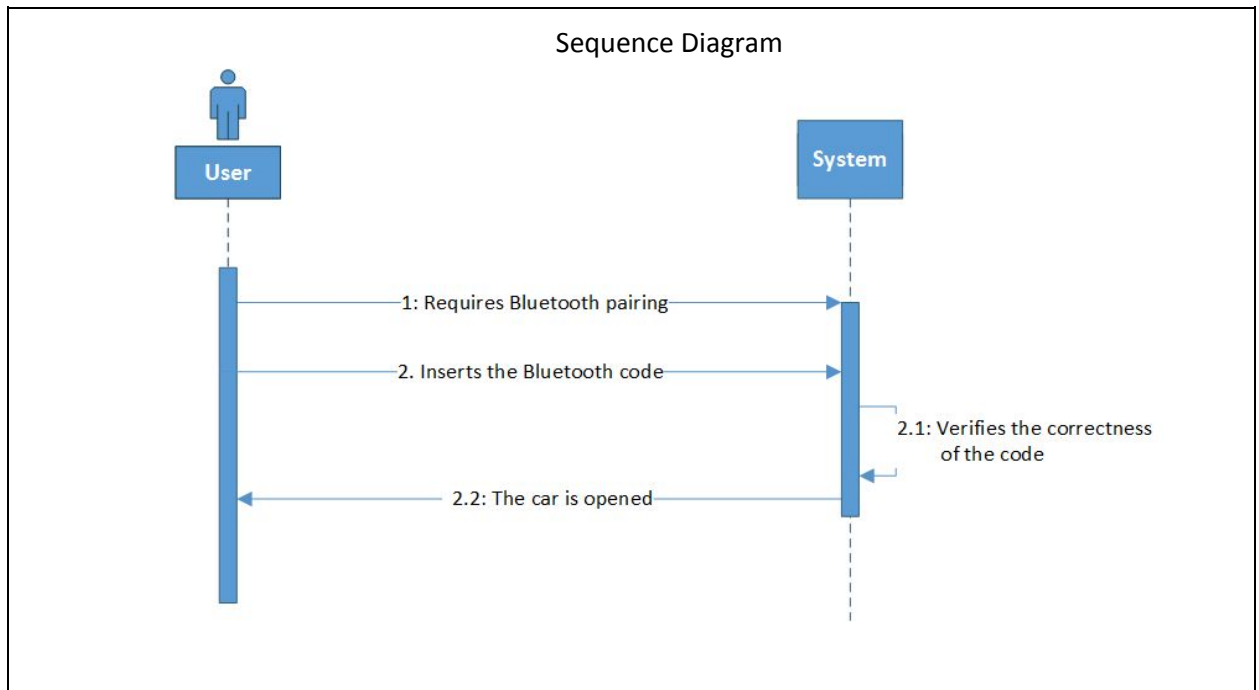 Sequence Diagram
User
System
1: Requires Bluetooth pairing
2. Inserts the Bluetooth code
2.1: Verifies the correctness
of the code
2.2: The car is opened